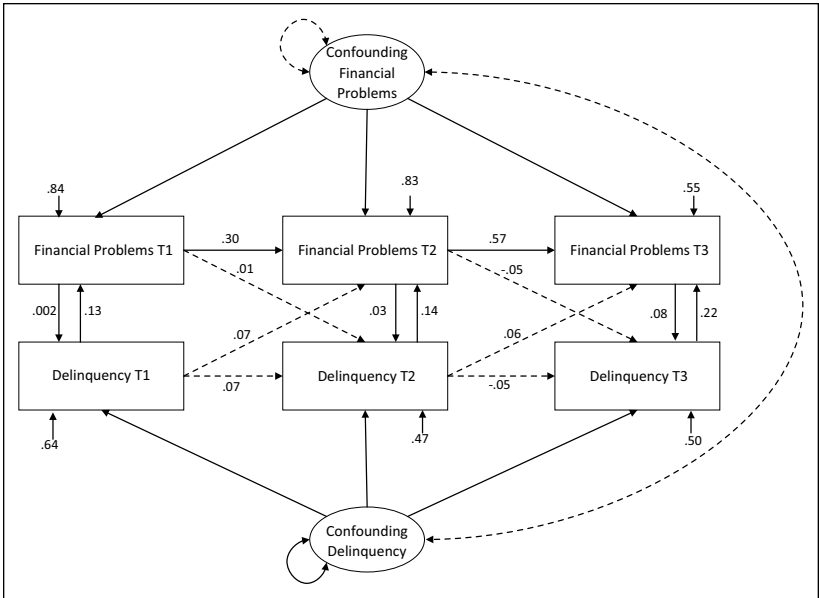 Confounding
Financial
Problems
.84
.83
.55
Financial Problems T1
.30
Financial Problems T2
.57
Financial Problems T3
.01
-.05
.002
.13
.03
.14
.08
.22
.07
.06
Delinquency T1
.07
Delinquency T2
-.05
Delinquency T3
.64
.47
.50
Confounding
Delinquency